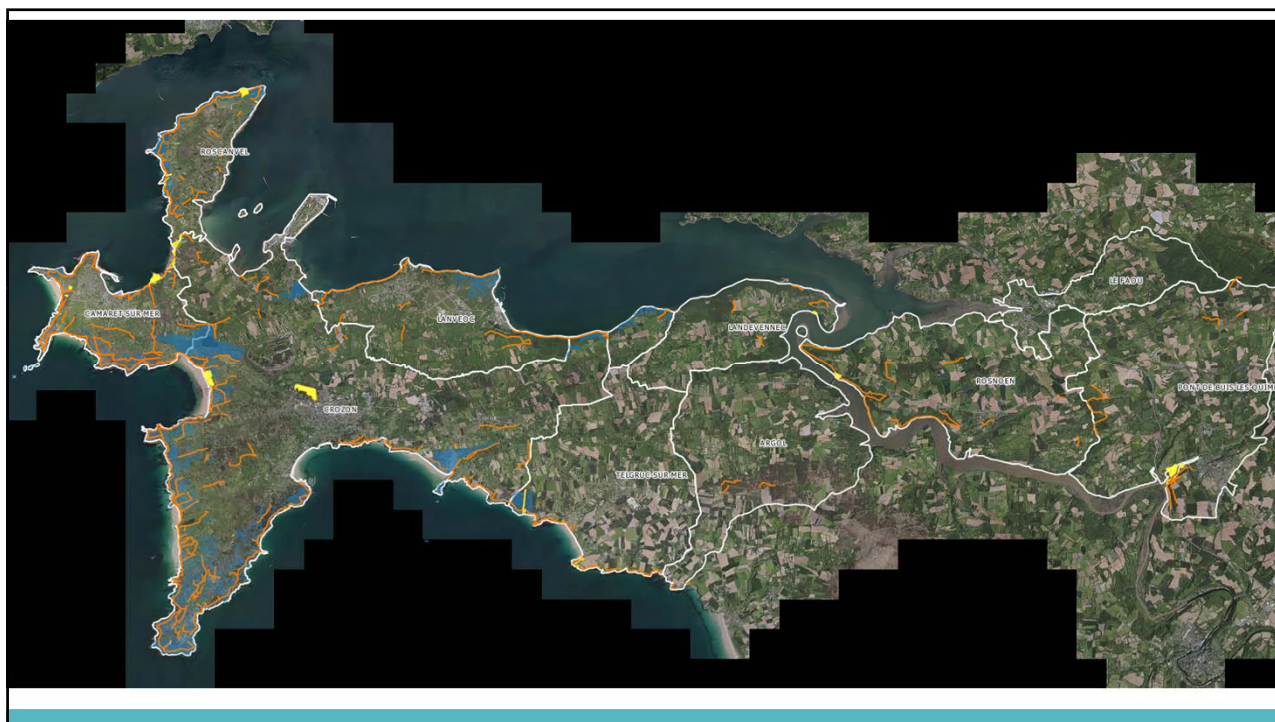 ROSCANVEL
LE FAOU
CAMARET SUR MER
LANVEOC
LANDEVENNEC
ROSNOEN
PONT DE BUIS LES QUIM
CROZON
ARGOL
TELGRUC SUR MER